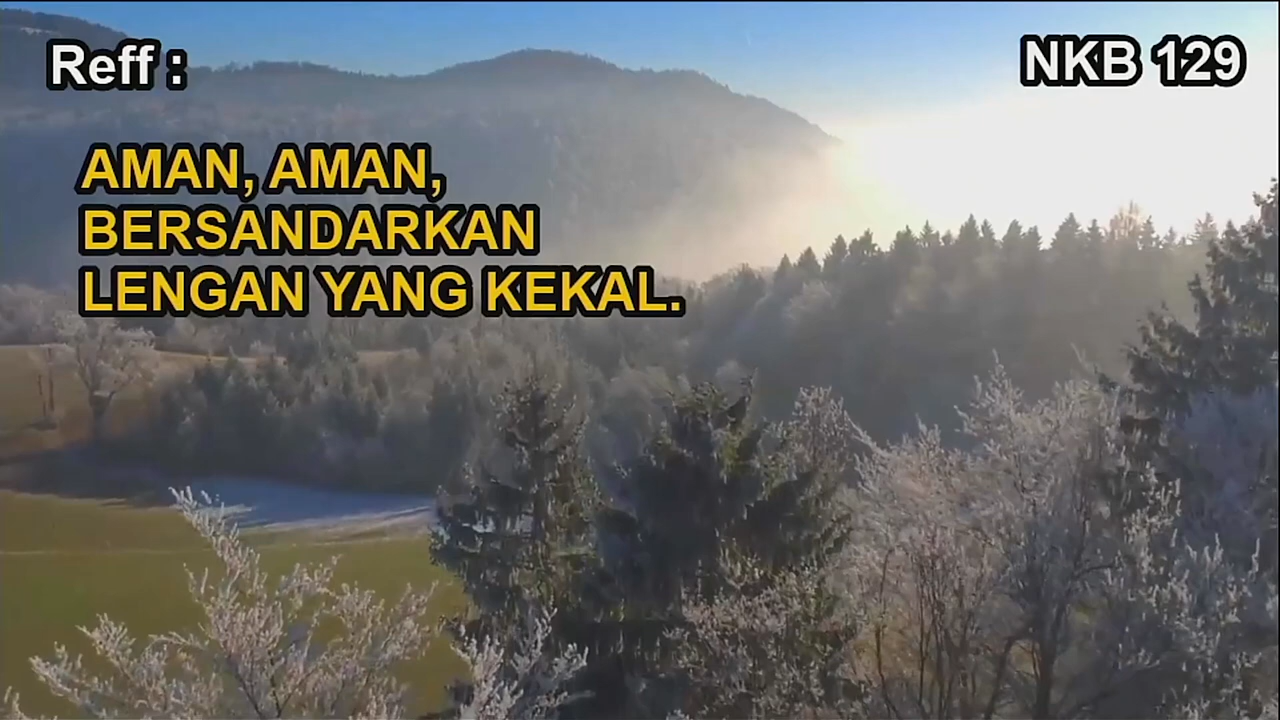 Reff :
NKB 129
AMAN, AMAN,
BERSANDARKAN
LENGAN YANG KEKAL.